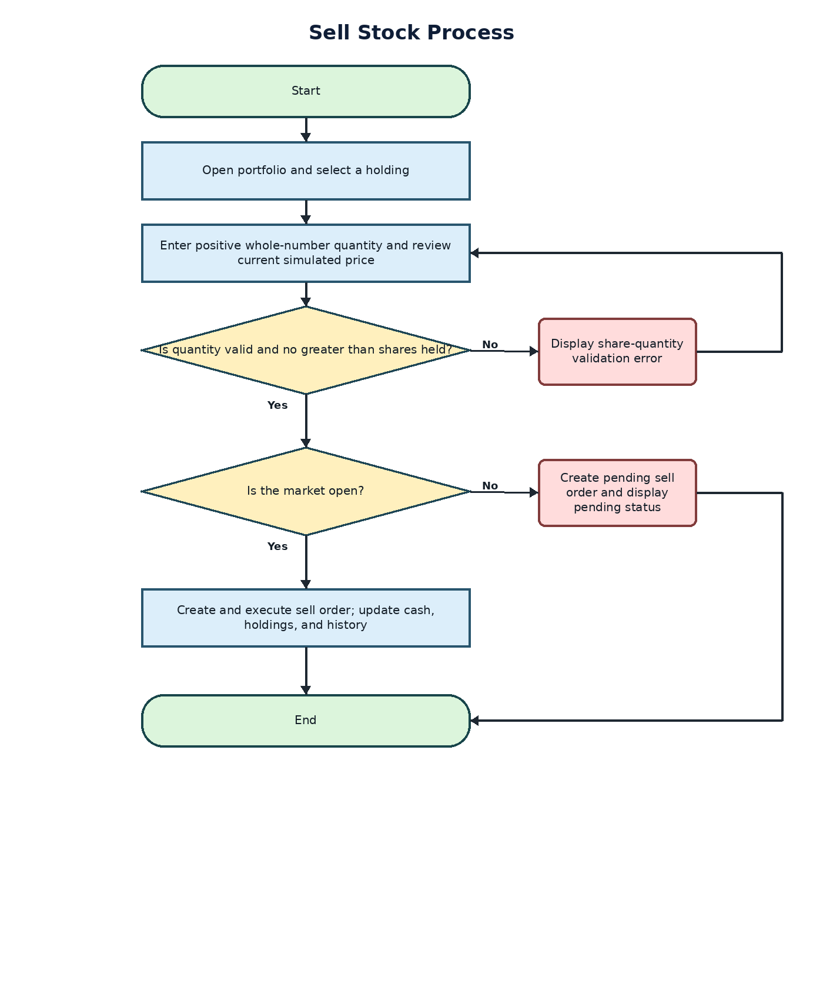 Sell Stock Process
Start
Open portfolio and select a holding
Enter positive whole-number quantity and review
current simulated price
Is quantity valid and no greater than shares held?
No
Display share-quantity
validation error
Yes
Is the market open?
No
Create pending sell
order and display
pending status
Yes
Create and execute sell order; update cash,
holdings, and history
End